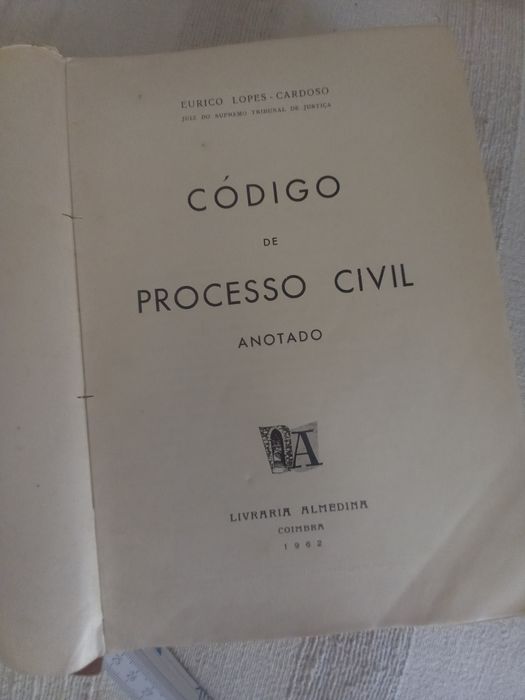 EURICO LOPES-CARDOSO
JUIZ DO SUPREMO TRIBUNAL DE JUSTIÇA
CÓDIGO
DE
PROCESSO CIVIL
ANOTADO
A
LIVRARIA ALMEDINA
COIMBRA
1962